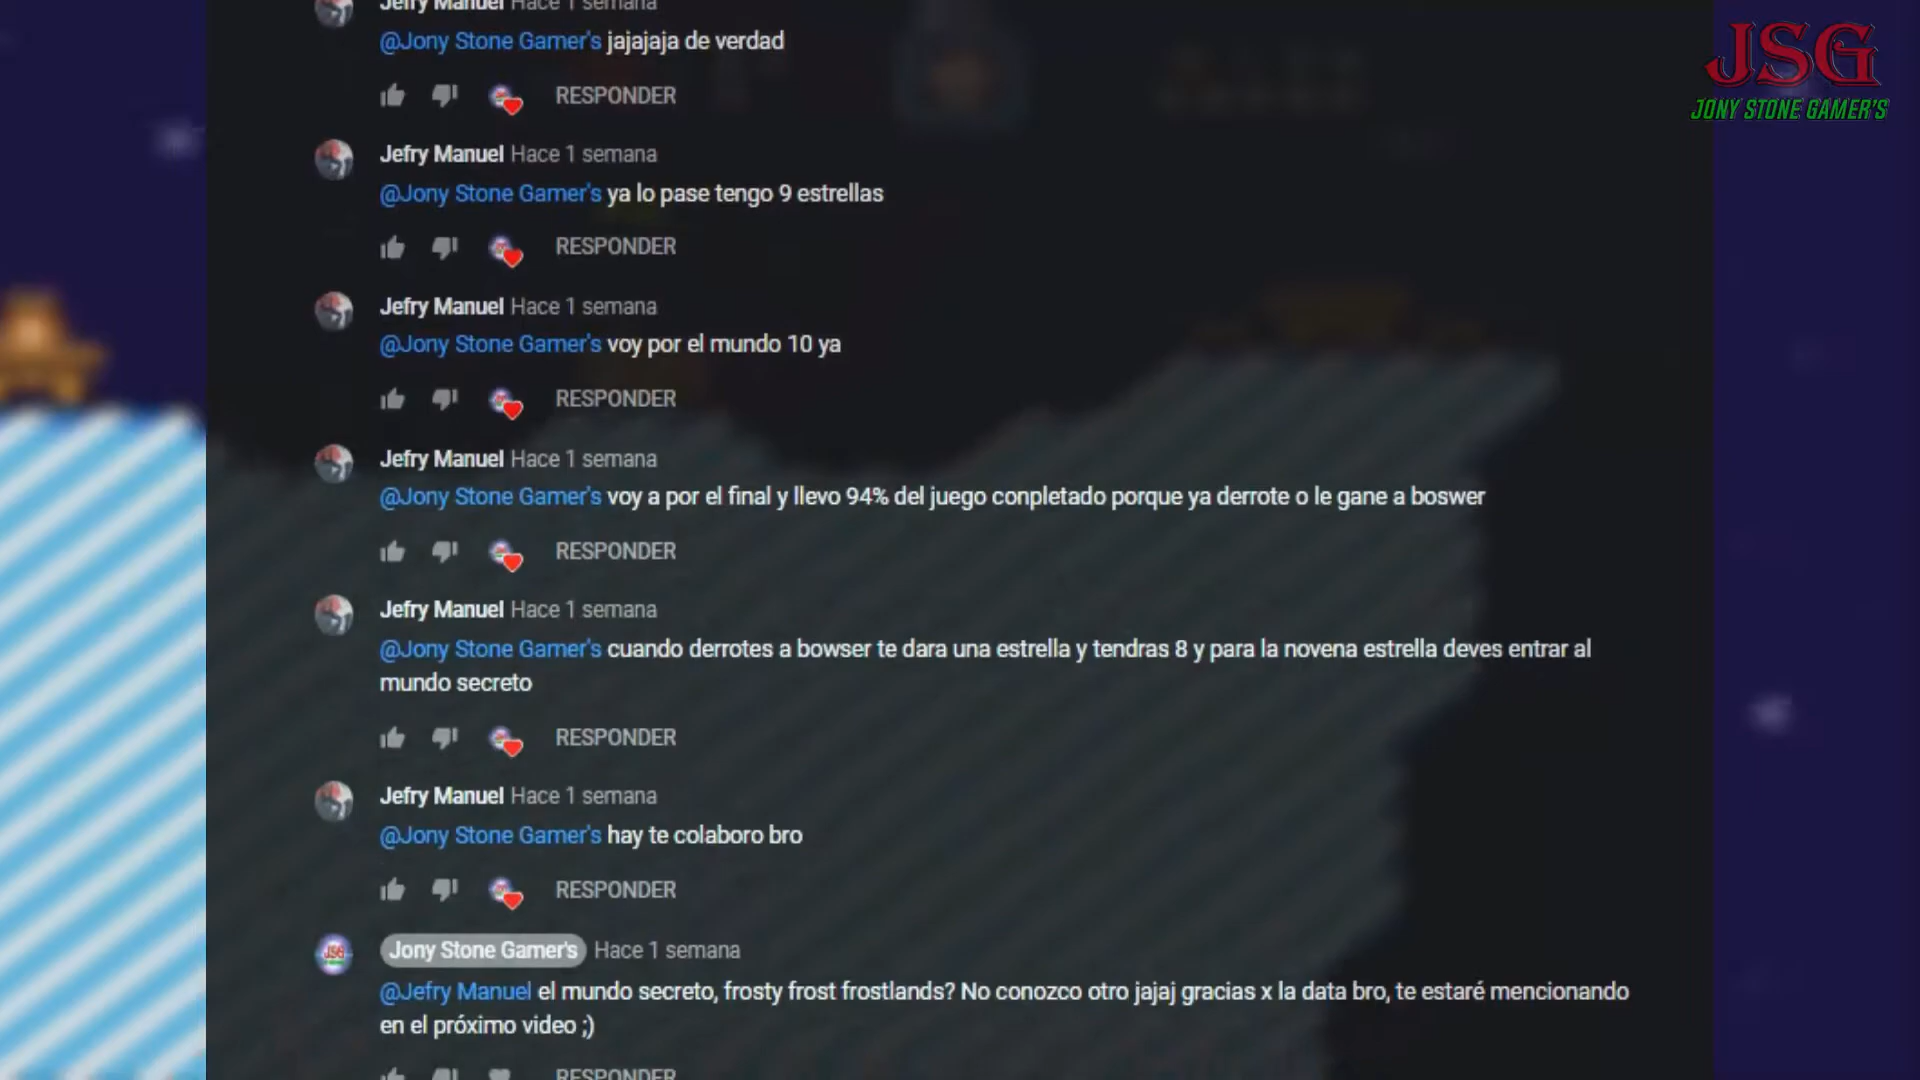 Jefry Manuel Hace 1 semana
@Jony Stone Gamer's jajajaja de verdad
RESPONDER
JSG
JONY STONE GAMER'S
Jefry Manuel Hace 1 semana
@Jony Stone Gamer's ya lo pase tengo 9 estrellas
RESPONDER
Jefry Manuel Hace 1 semana
@Jony Stone Gamer's voy por el mundo 10 ya
RESPONDER
Jefry Manuel Hace 1 semana
@Jony Stone Gamer's voy a por el final y llevo 94% del juego conpletado porque ya derrote o le gane a boswer
RESPONDER
Jefry Manuel Hace 1 semana
@Jony Stone Gamer's cuando derrotes a bowser te dara una estrella y tendras 8 y para la novena estrella deves entrar al
mundo secreto
RESPONDER
Jefry Manuel Hace 1 semana
@Jony Stone Gamer's hay te colaboro bro
RESPONDER
JSG
Jony Stone Gamer's Hace 1 semana
@Jefry Manuel el mundo secreto, frosty frost frostlands? No conozco otro jajaj gracias x la data bro, te estaré mencionando
en el próximo video ;)
RESPONDER